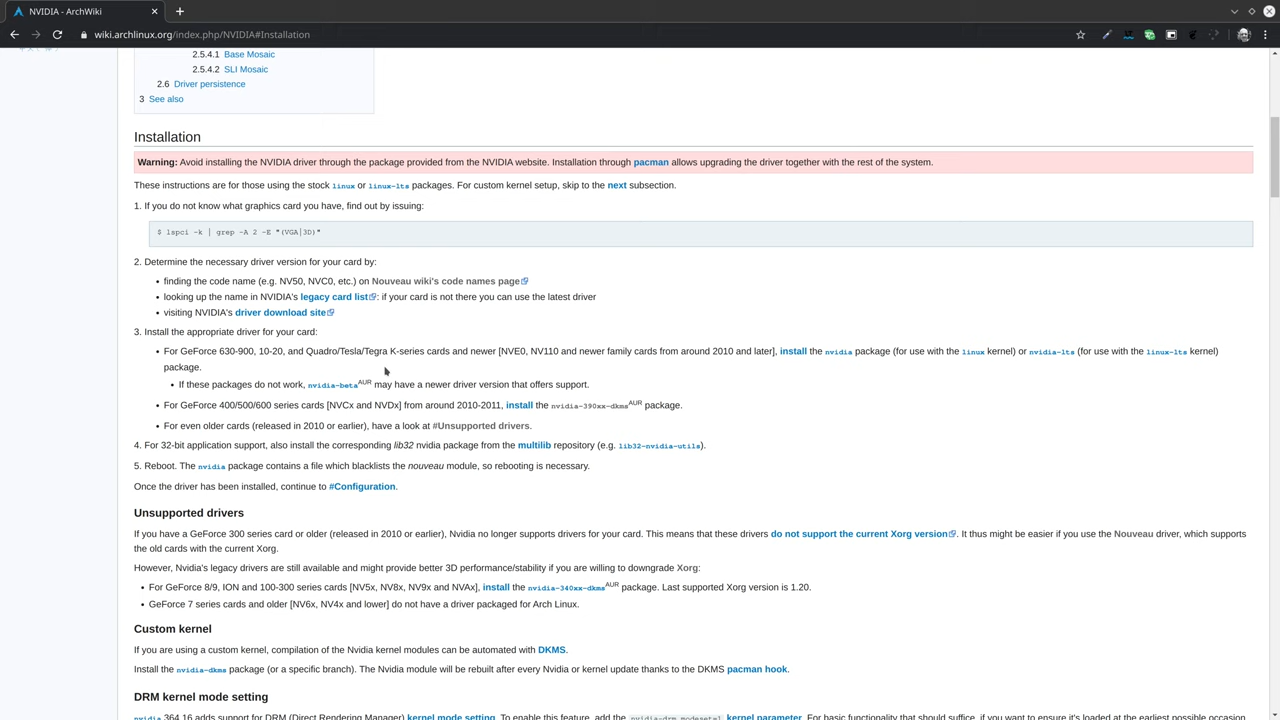 NVIDIA - ArchWiki
wiki.archlinux.org/index.php/NVIDIA#Installation
2.5.4.1 Base Mosaic
2.5.4.2 SLI Mosaic
2.6 Driver persistence
3 See also
Installation
Warning: Avoid installing the NVIDIA driver through the package provided from the NVIDIA website. Installation through pacman allows upgrading the driver together with the rest of the system.
These instructions are for those using the stock linux or linux-lts packages. For custom kernel setup, skip to the next subsection.
1. If you do not know what graphics card you have, find out by issuing:
$ lspci -k | grep -A 2 -E "(VGA|3D)"
2. Determine the necessary driver version for your card by:
• finding the code name (e.g. NV50, NVC0, etc.) on Nouveau wiki's code names page
• looking up the name in NVIDIA's legacy card list: if your card is not there you can use the latest driver
• visiting NVIDIA's driver download site
3. Install the appropriate driver for your card:
• For GeForce 630-900, 10-20, and Quadro/Tesla/Tegra K-series cards and newer [NVE0, NV110 and newer family cards from around 2010 and later], install the nvidia package (for use with the linux kernel) or nvidia-lts (for use with the linux-lts kernel)
package.
• If these packages do not work, nvidia-beta AUR may have a newer driver version that offers support.
• For GeForce 400/500/600 series cards [NVCx and NVDx] from around 2010-2011, install the nvidia-390xx-dkms AUR package.
• For even older cards (released in 2010 or earlier), have a look at #Unsupported drivers.
4. For 32-bit application support, also install the corresponding lib32 nvidia package from the multilib repository (e.g. lib32-nvidia-utils).
5. Reboot. The nvidia package contains a file which blacklists the nouveau module, so rebooting is necessary.
Once the driver has been installed, continue to #Configuration.
Unsupported drivers
If you have a GeForce 300 series card or older (released in 2010 or earlier), Nvidia no longer supports drivers for your card. This means that these drivers do not support the current Xorg version. It thus might be easier if you use the Nouveau driver, which supports
the old cards with the current Xorg.
However, Nvidia's legacy drivers are still available and might provide better 3D performance/stability if you are willing to downgrade Xorg:
• For GeForce 8/9, ION and 100-300 series cards [NV5x, NV8x, NV9x and NVAx], install the nvidia-340xx-dkms AUR package. Last supported Xorg version is 1.20.
• GeForce 7 series cards and older [NV6x, NV4x and lower] do not have a driver packaged for Arch Linux.
Custom kernel
If you are using a custom kernel, compilation of the Nvidia kernel modules can be automated with DKMS.
Install the nvidia-dkms package (or a specific branch). The Nvidia module will be rebuilt after every Nvidia or kernel update thanks to the DKMS pacman hook.
DRM kernel mode setting
nvidia 364.16 adds support for DRM (Direct Rendering Manager) kernel mode setting. To enable this feature, add the nvidia-drm.modeset=1 kernel parameter. For basic functionality that should suffice, if you want to ensure it's loaded at the earliest possible occasion,